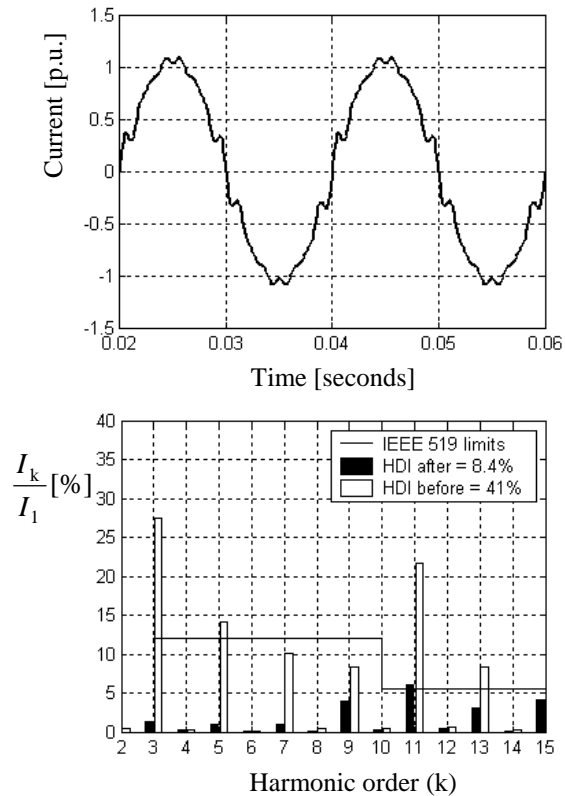 Current [p.u.]
1.5
1
0.5
0
-0.5
-1
-1.5
0.02 0.03 0.04 0.05 0.06
Time [seconds]
I_k/I_1 [%]
40
35
30
25
20
15
10
5
0
IEEE 519 limits
HDI after = 8.4%
HDI before = 41%
2 3 4 5 6 7 8 9 10 11 12 13 14 15
Harmonic order (k)